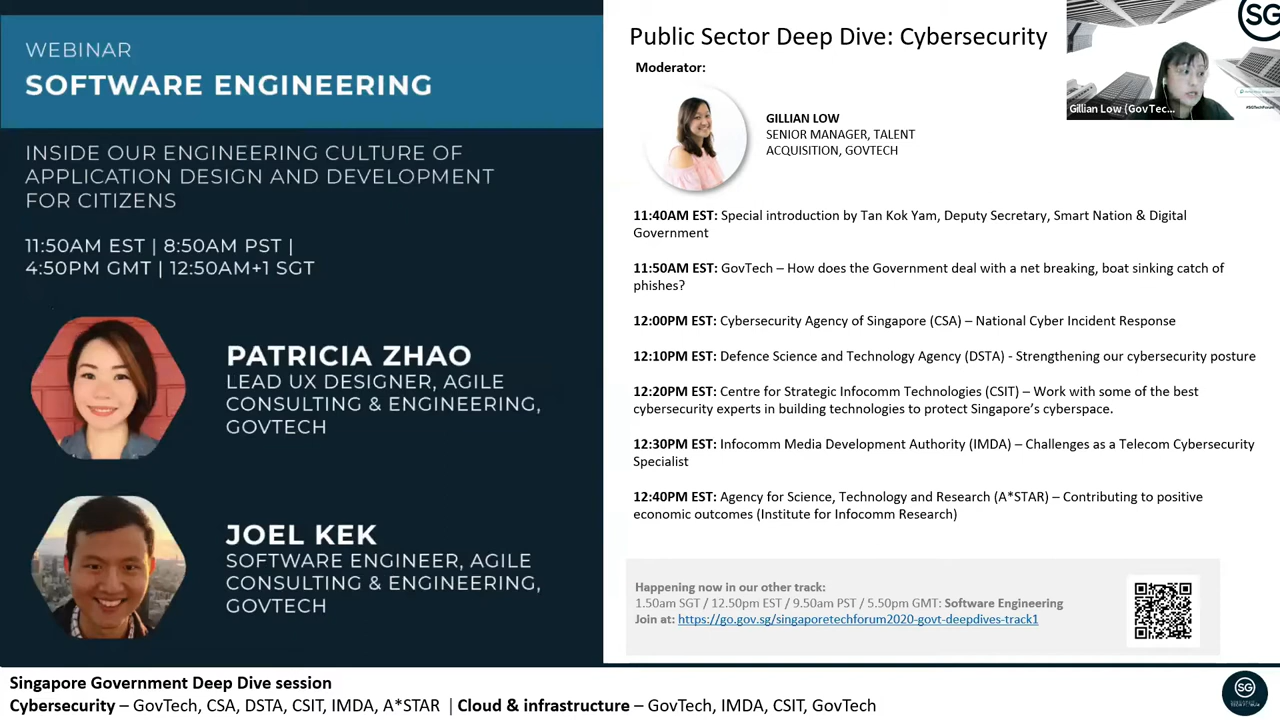 WEBINAR
SOFTWARE ENGINEERING
INSIDE OUR ENGINEERING CULTURE OF
APPLICATION DESIGN AND DEVELOPMENT
FOR CITIZENS
11:50AM EST | 8:50AM PST |
4:50PM GMT | 12:50AM+1 SGT
PATRICIA ZHAO
LEAD UX DESIGNER, AGILE
CONSULTING & ENGINEERING,
GOVTECH
JOEL KEK
SOFTWARE ENGINEER, AGILE
CONSULTING & ENGINEERING,
GOVTECH
Public Sector Deep Dive: Cybersecurity
Moderator:
GILLIAN LOW
SENIOR MANAGER, TALENT
ACQUISITION, GOVTECH
SG
Gillian Low (GovTec...
11:40AM EST: Special introduction by Tan Kok Yam, Deputy Secretary, Smart Nation & Digital
Government
11:50AM EST: GovTech – How does the Government deal with a net breaking, boat sinking catch of
phishes?
12:00PM EST: Cybersecurity Agency of Singapore (CSA) – National Cyber Incident Response
12:10PM EST: Defence Science and Technology Agency (DSTA) - Strengthening our cybersecurity posture
12:20PM EST: Centre for Strategic Infocomm Technologies (CSIT) – Work with some of the best
cybersecurity experts in building technologies to protect Singapore’s cyberspace.
12:30PM EST: Infocomm Media Development Authority (IMDA) – Challenges as a Telecom Cybersecurity
Specialist
12:40PM EST: Agency for Science, Technology and Research (A*STAR) – Contributing to positive
economic outcomes (Institute for Infocomm Research)
Happening now in our other track:
1.50am SGT / 12.50pm EST / 9.50am PST / 5.50pm GMT: Software Engineering
Join at: https://go.gov.sg/singaporetechforum2020-govt-deepdives-track1
Singapore Government Deep Dive session
Cybersecurity – GovTech, CSA, DSTA, CSIT, IMDA, A*STAR | Cloud & infrastructure – GovTech, IMDA, CSIT, GovTech
SG